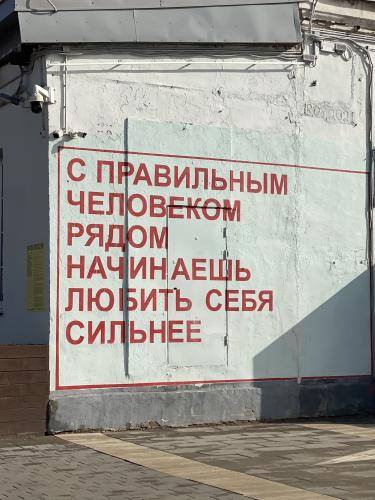 С ПРАВИЛЬНЫМ
ЧЕЛОВЕКОМ
РЯДОМ
НАЧИНАЕШЬ
ЛЮБИТЬ СЕБЯ
СИЛЬНЕЕ